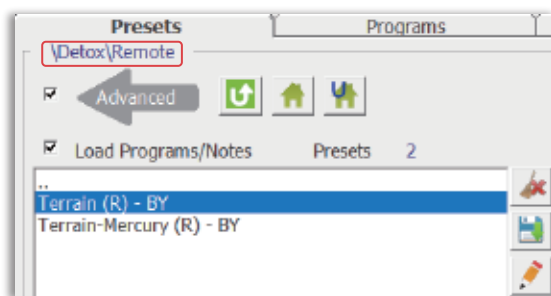 Presets Programs
\Detox\Remote
Advanced
Load Programs/Notes Presets 2
..
Terrain (R) - BY
Terrain-Mercury (R) - BY